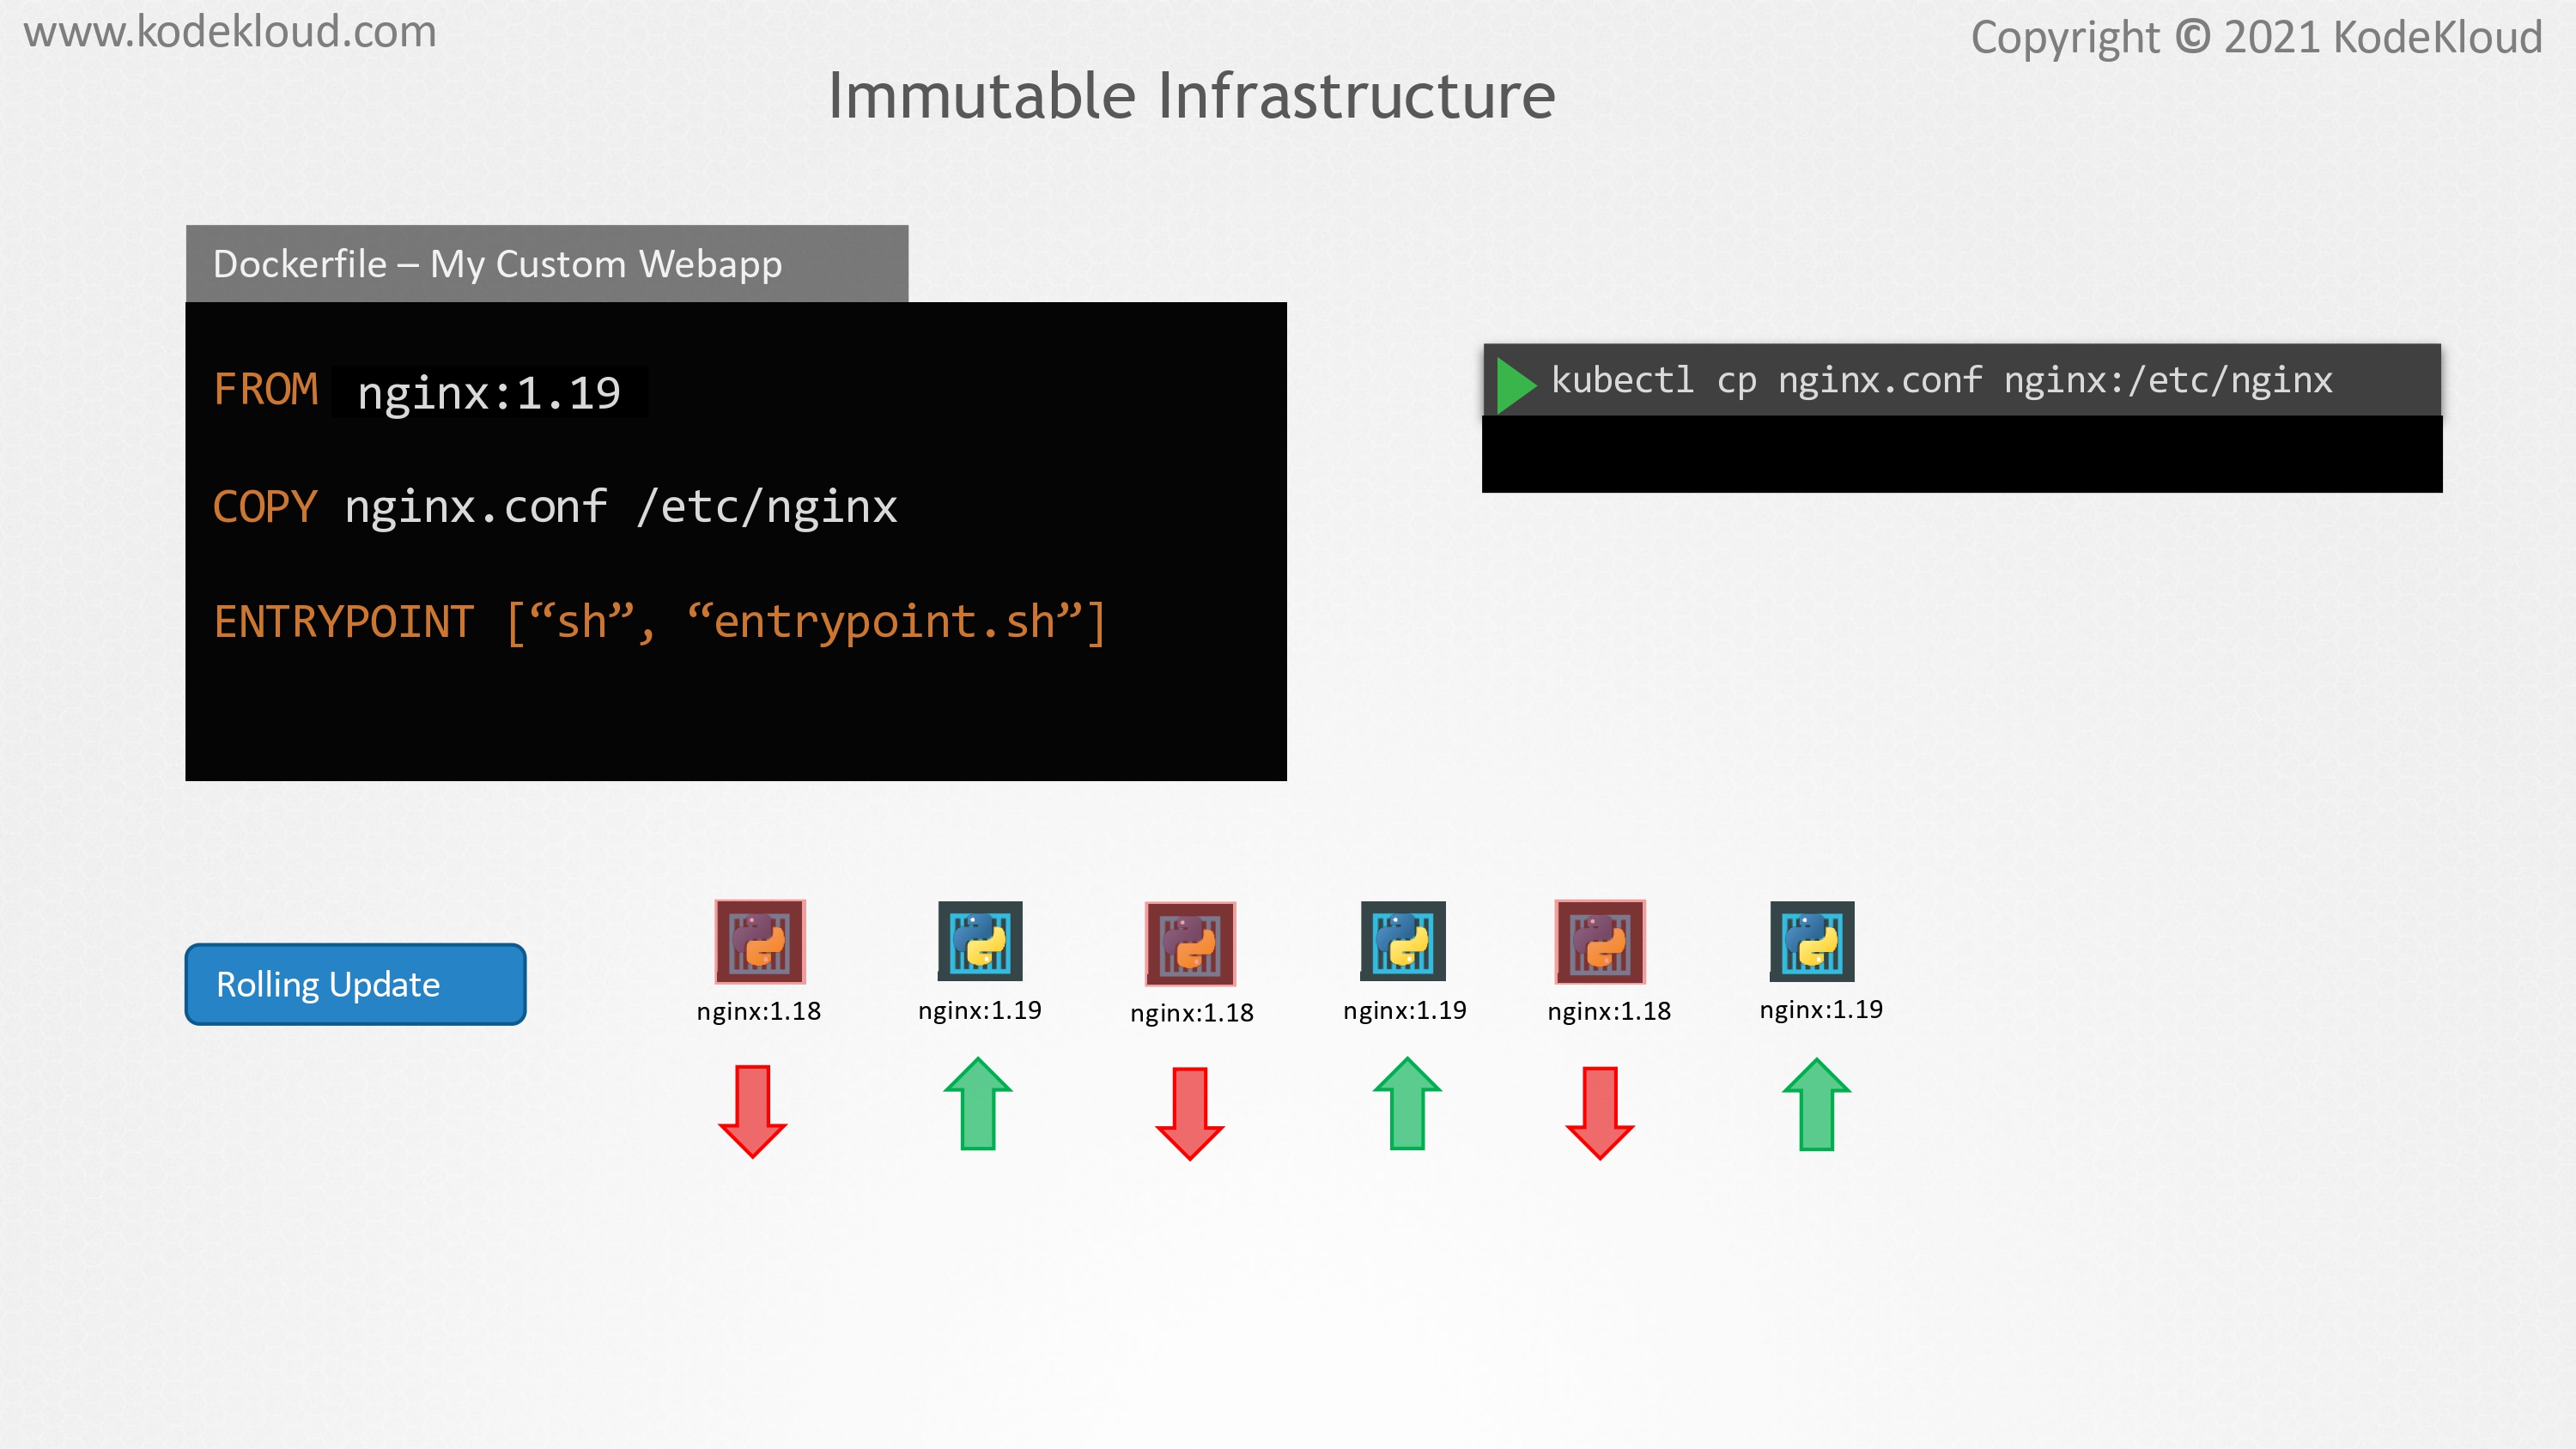 www.kodekloud.com
Copyright © 2021 KodeKloud
Immutable Infrastructure
Dockerfile – My Custom Webapp
FROM nginx:1.19
COPY nginx.conf /etc/nginx
ENTRYPOINT [“sh”, “entrypoint.sh”]
kubectl cp nginx.conf nginx:/etc/nginx
Rolling Update
nginx:1.18 nginx:1.19 nginx:1.18 nginx:1.19 nginx:1.18 nginx:1.19